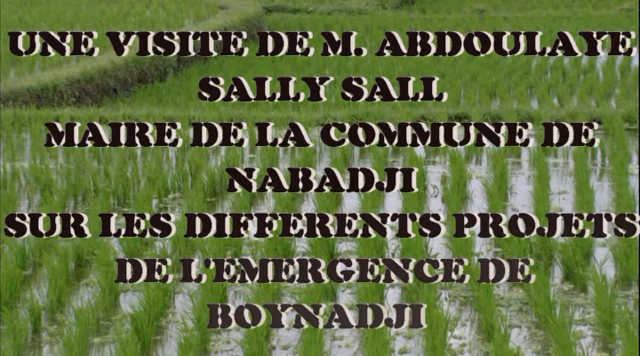 UNE VISITE DE M. ABDOULAYE
SALLY SALL
MAIRE DE LA COMMUNE DE
NABADJI
SUR LES DIFFERENTS PROJETS
DE L'EMERGENCE DE
BOYNADJI